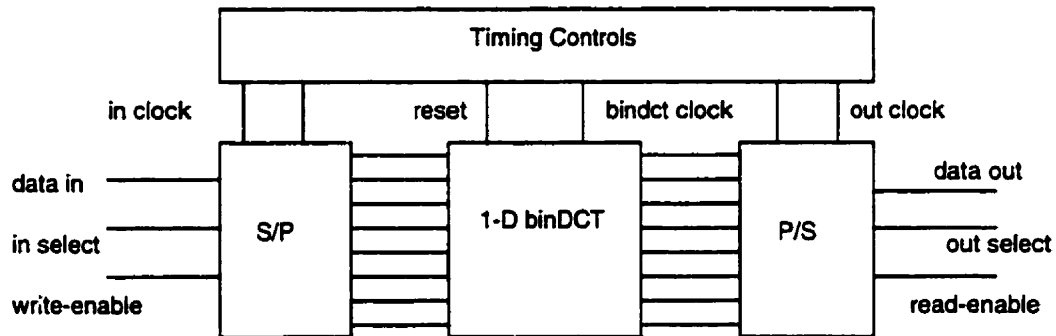 Timing Controls
in clock reset bindct clock out clock
data in data out
S/P 1-D binDCT P/S
in select out select
write-enable read-enable